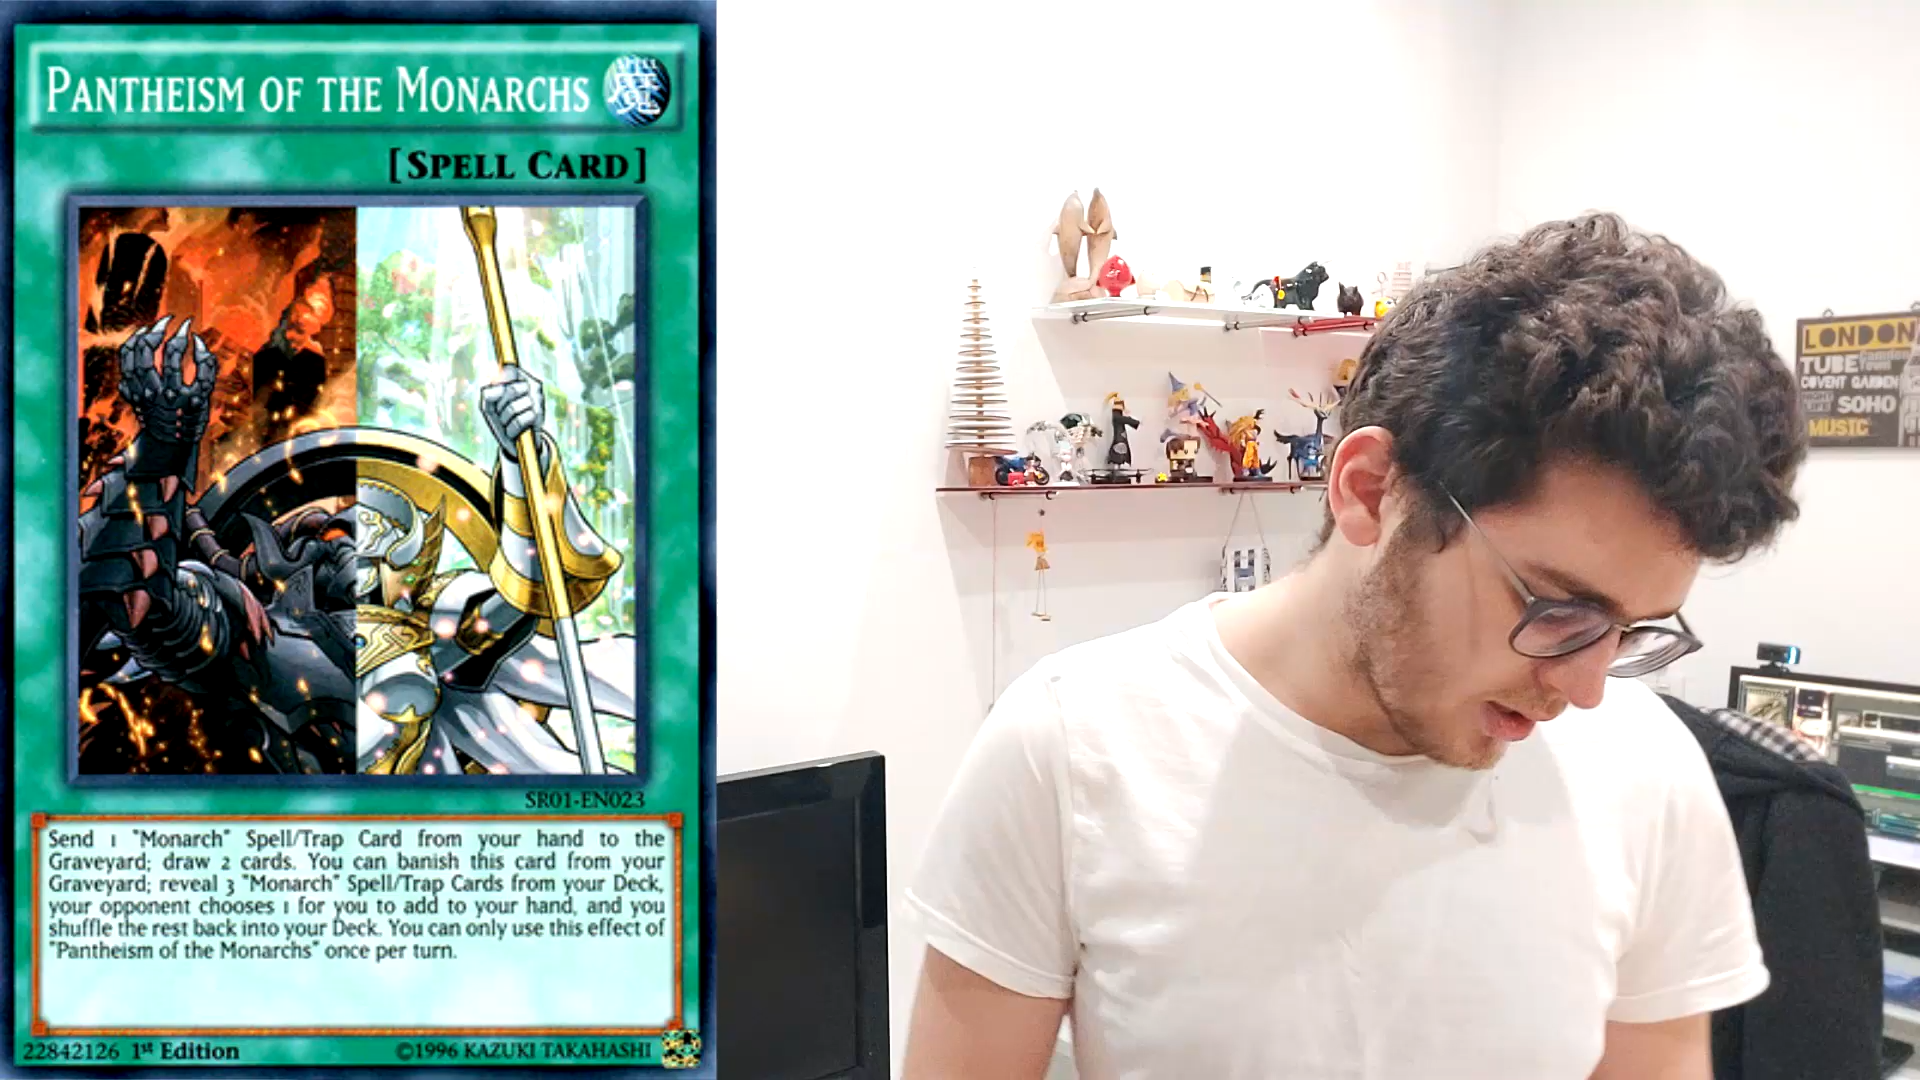 PANTHEISM OF THE MONARCHS
SPELL
魔
[SPELL CARD]
SR01-EN023
Send 1 "Monarch" Spell/Trap Card from your hand to the
Graveyard; draw 2 cards. You can banish this card from your
Graveyard; reveal 3 "Monarch" Spell/Trap Cards from your Deck,
your opponent chooses 1 for you to add to your hand, and you
shuffle the rest back into your Deck. You can only use this effect of
"Pantheism of the Monarchs" once per turn.
22842126 1st Edition
©1996 KAZUKI TAKAHASHI
LONDON
TUBE Camden Town
COVENT GARDEN
SOHO
MUSIC
H